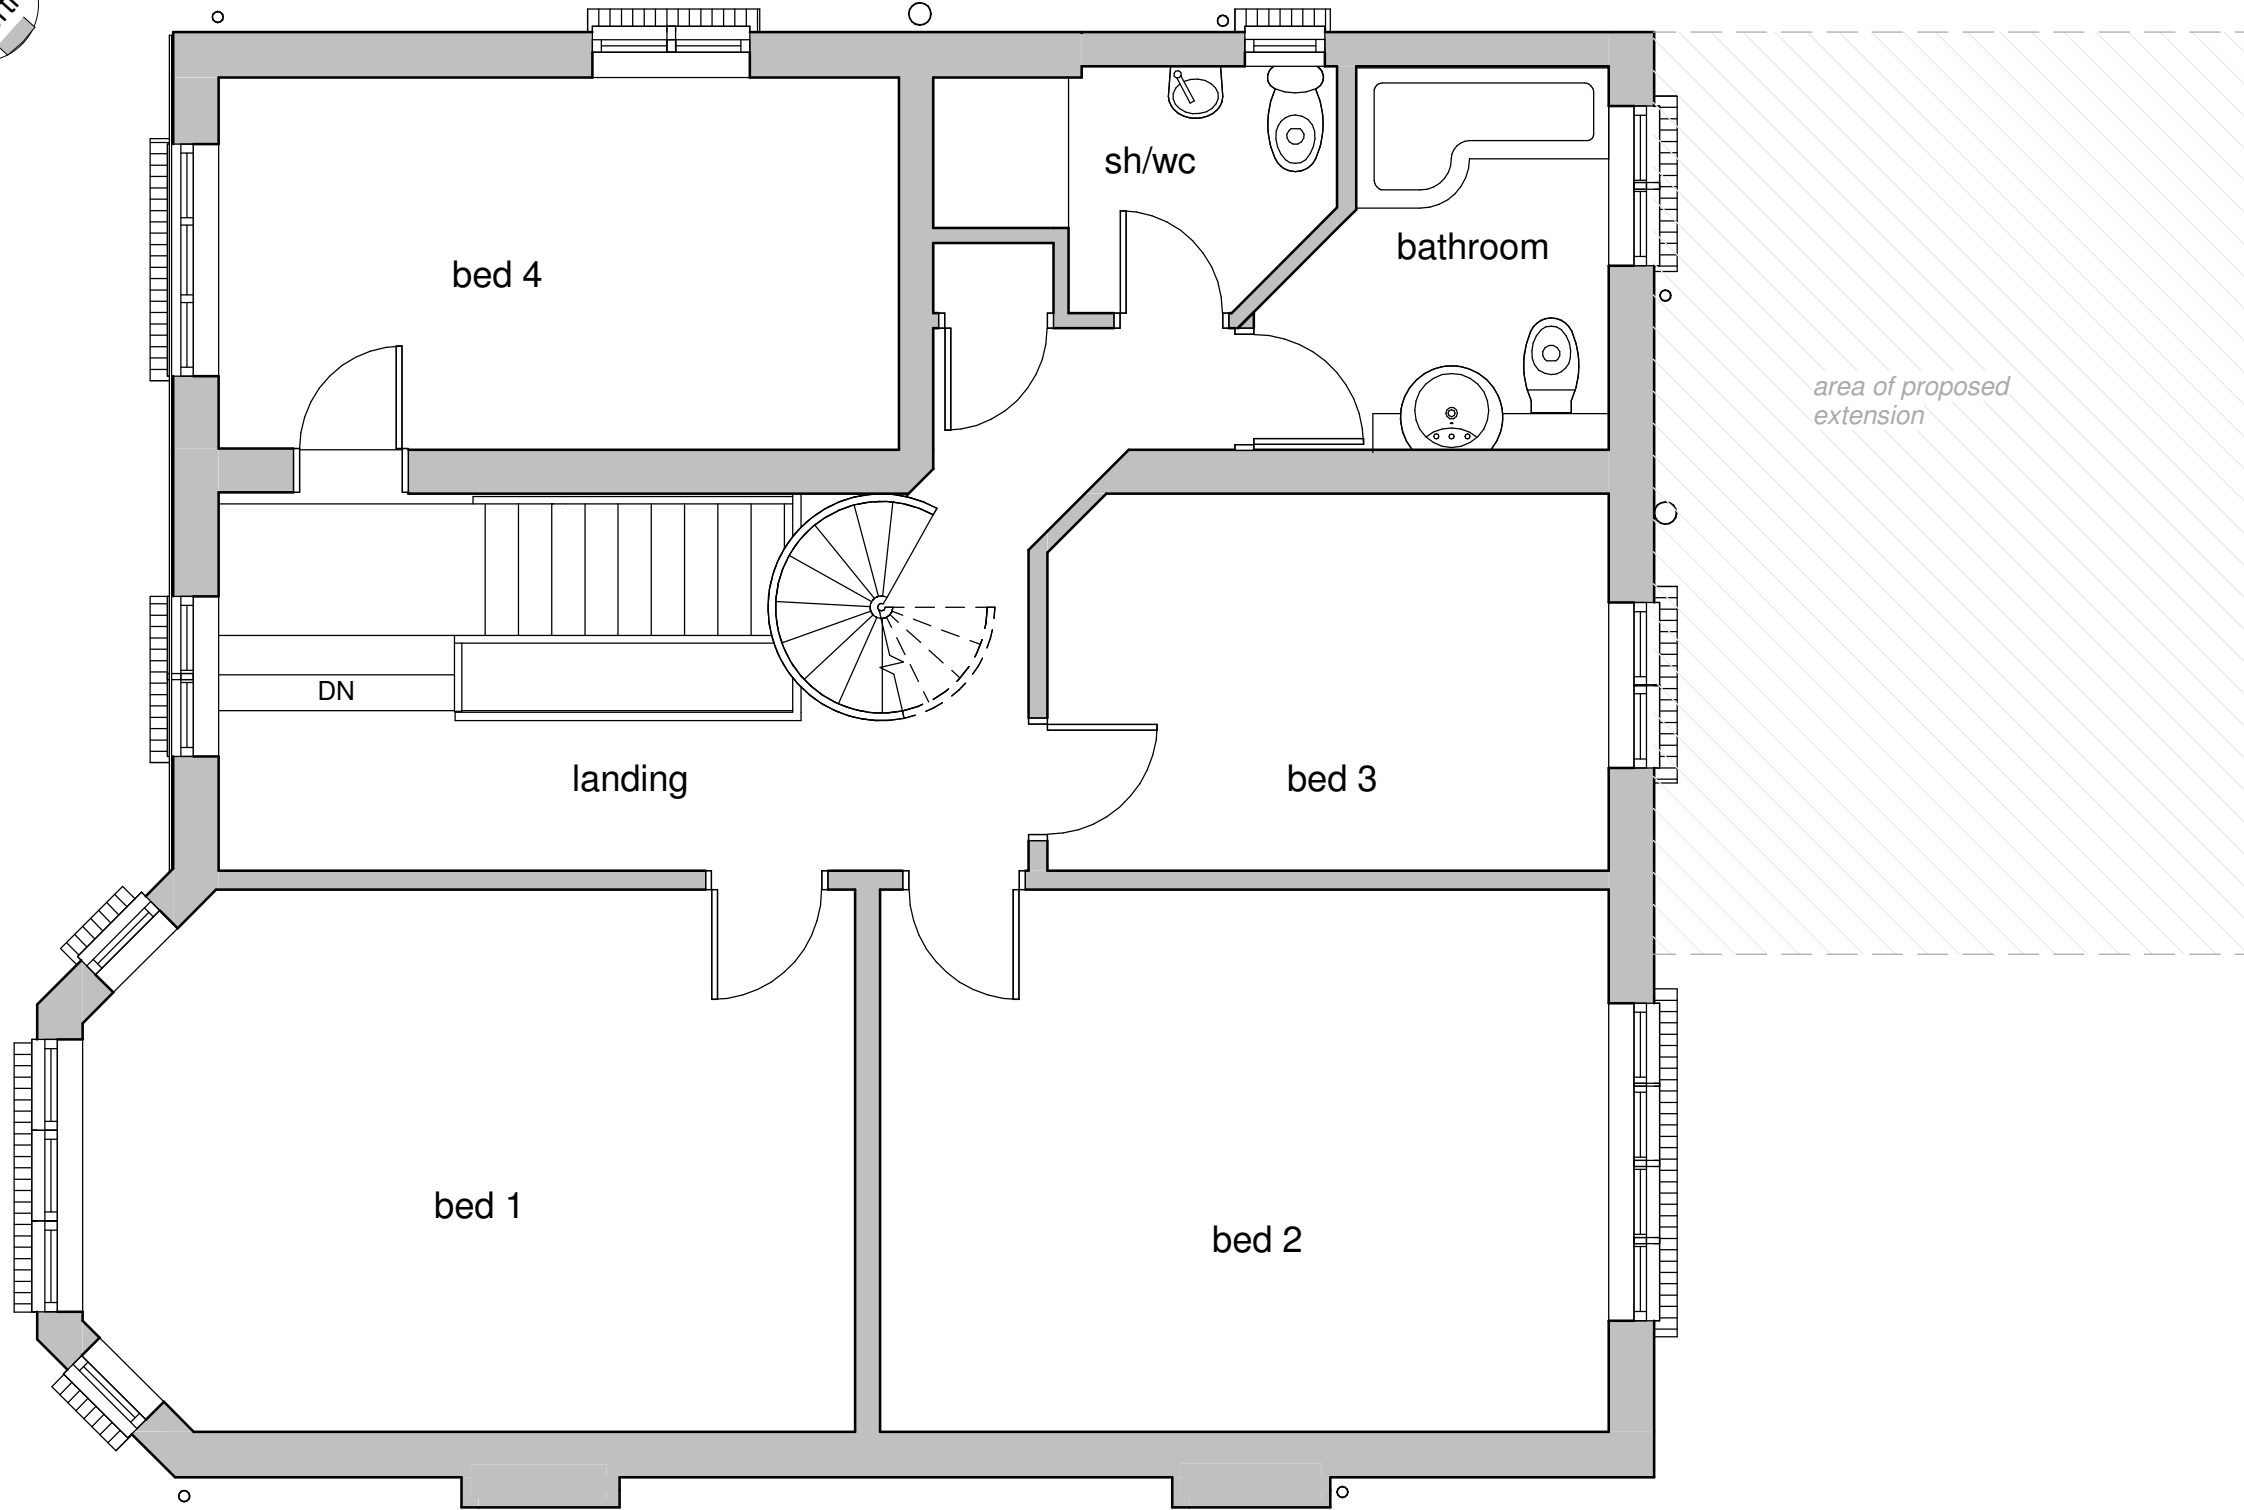 sh/wc
bathroom
bed 4
area of proposed
extension
DN
landing
bed 3
bed 1
bed 2